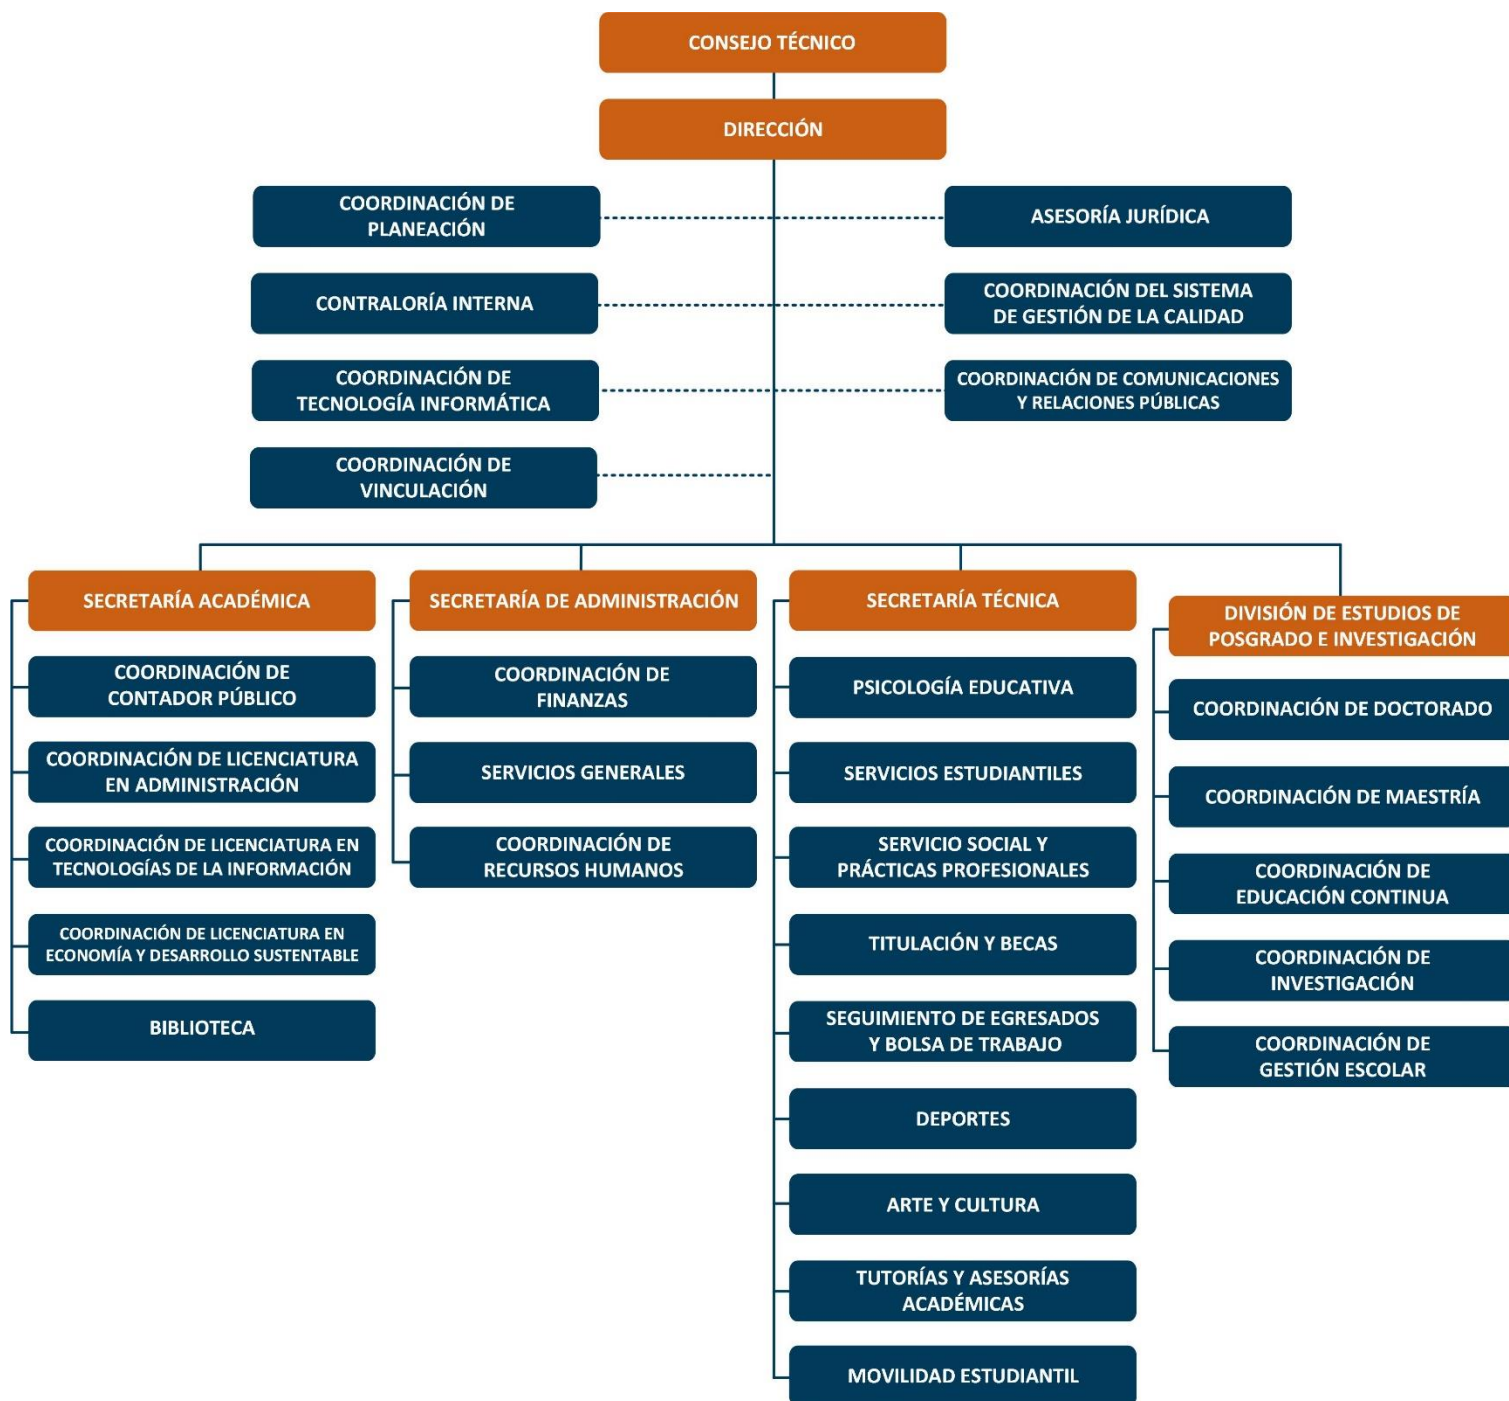 CONSEJO TÉCNICO
DIRECCIÓN
COORDINACIÓN DE
PLANEACIÓN
ASESORÍA JURÍDICA
CONTRALORÍA INTERNA
COORDINACIÓN DEL SISTEMA
DE GESTIÓN DE LA CALIDAD
COORDINACIÓN DE
TECNOLOGÍA INFORMÁTICA
COORDINACIÓN DE COMUNICACIONES
Y RELACIONES PÚBLICAS
COORDINACIÓN DE
VINCULACIÓN
SECRETARÍA ACADÉMICA
COORDINACIÓN DE
CONTADOR PÚBLICO
COORDINACIÓN DE LICENCIATURA
EN ADMINISTRACIÓN
COORDINACIÓN DE LICENCIATURA EN
TECNOLOGÍAS DE LA INFORMACIÓN
COORDINACIÓN DE LICENCIATURA EN
ECONOMÍA Y DESARROLLO SUSTENTABLE
BIBLIOTECA
SECRETARÍA DE ADMINISTRACIÓN
COORDINACIÓN DE
FINANZAS
SERVICIOS GENERALES
COORDINACIÓN DE
RECURSOS HUMANOS
SECRETARÍA TÉCNICA
PSICOLOGÍA EDUCATIVA
SERVICIOS ESTUDIANTILES
SERVICIO SOCIAL Y
PRÁCTICAS PROFESIONALES
TITULACIÓN Y BECAS
SEGUIMIENTO DE EGRESADOS
Y BOLSA DE TRABAJO
DEPORTES
ARTE Y CULTURA
TUTORÍAS Y ASESORÍAS
ACADÉMICAS
MOVILIDAD ESTUDIANTIL
DIVISIÓN DE ESTUDIOS DE
POSGRADO E INVESTIGACIÓN
COORDINACIÓN DE DOCTORADO
COORDINACIÓN DE MAESTRÍA
COORDINACIÓN DE
EDUCACIÓN CONTINUA
COORDINACIÓN DE
INVESTIGACIÓN
COORDINACIÓN DE
GESTIÓN ESCOLAR